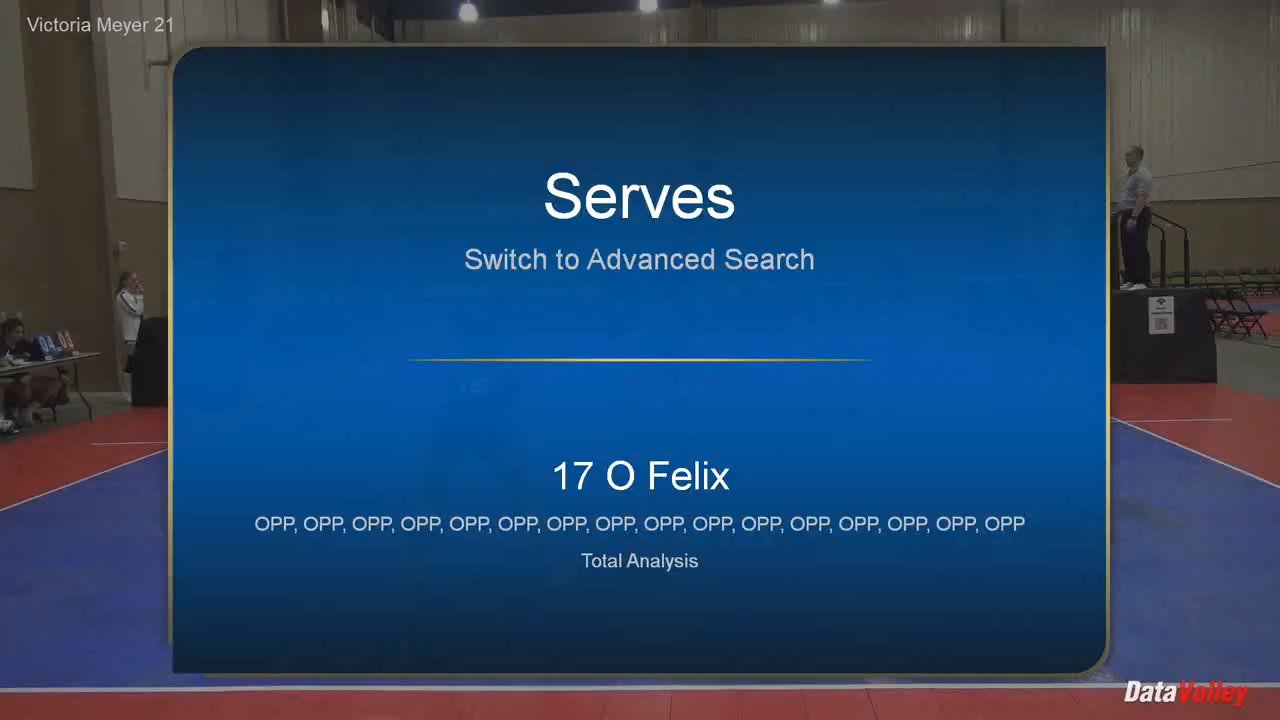 Victoria Meyer 21
Serves
Switch to Advanced Search
17 O Felix
OPP, OPP, OPP, OPP, OPP, OPP, OPP, OPP, OPP, OPP, OPP, OPP, OPP, OPP, OPP, OPP
Total Analysis
DataVolley